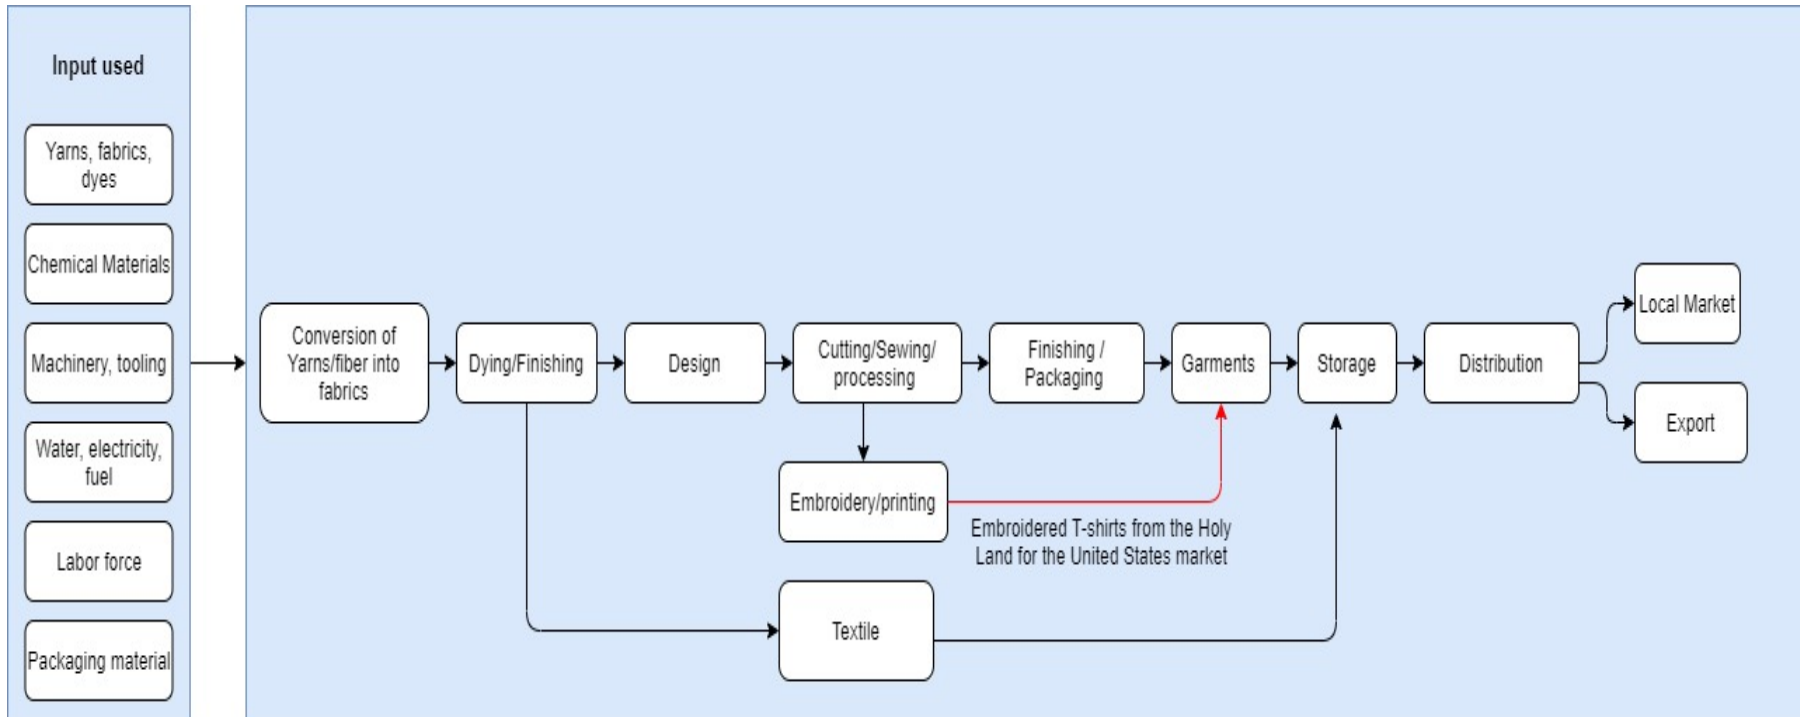 Input used
Yarns, fabrics,
dyes
Chemical Materials
Machinery, tooling
Water, electricity,
fuel
Labor force
Packaging material
Conversion of
Yarns/fiber into
fabrics
Dying/Finishing
Design
Cutting/Sewing/
processing
Finishing /
Packaging
Garments
Storage
Distribution
Local Market
Export
Embroidery/printing
Embroidered T-shirts from the Holy
Land for the United States market
Textile